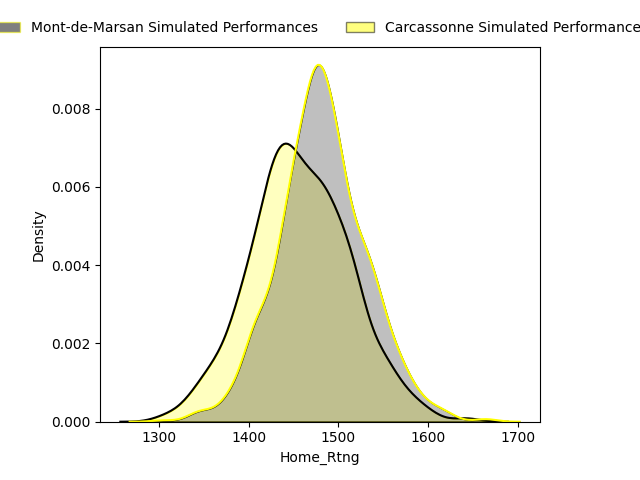 Mont-de-Marsan Simulated Performances
Carcassonne Simulated Performance
0.008
0.006
0.004
0.002
0.000
Density
1300 1400 1500 1600 1700
Home_Rtng